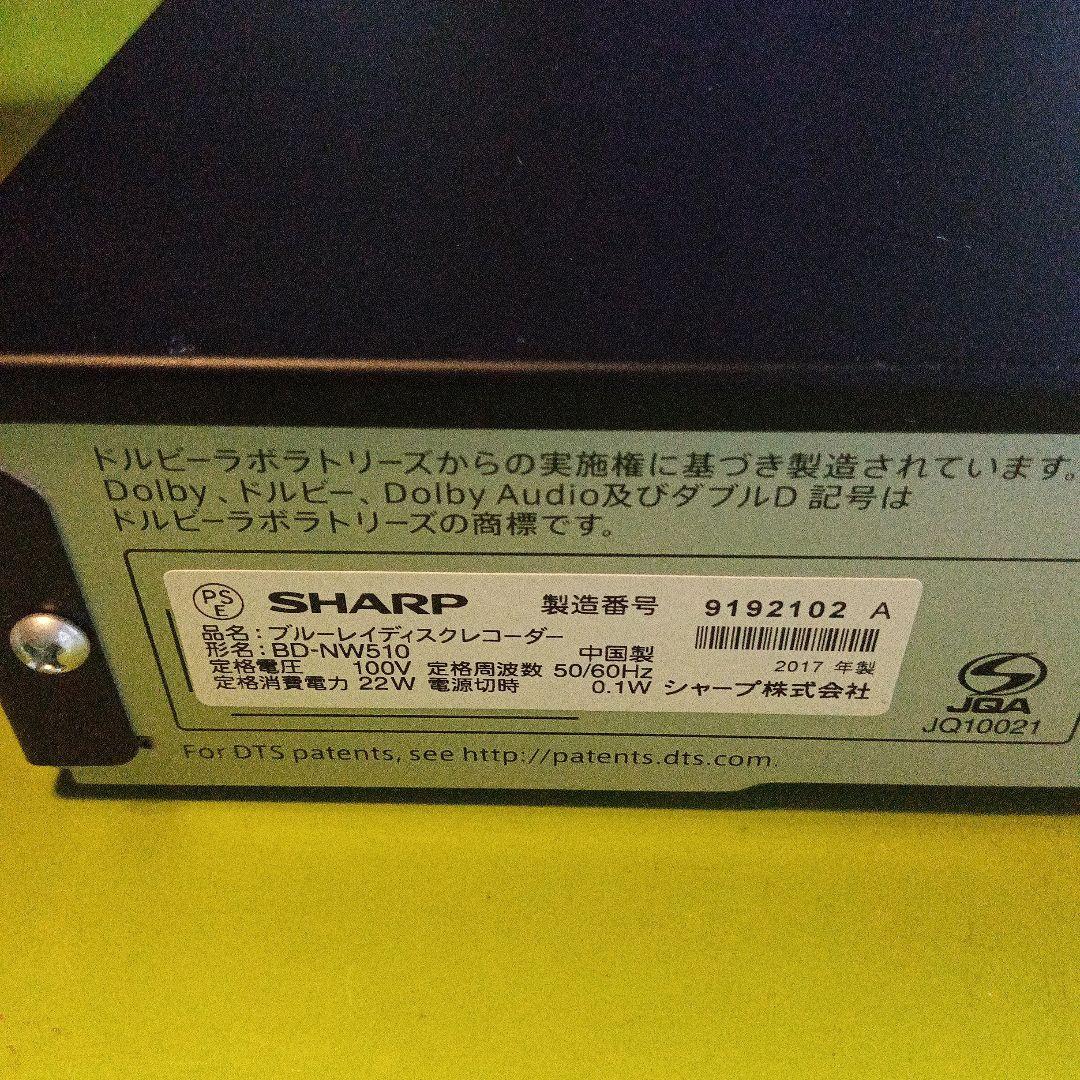 ドルビーラボラトリーズからの実施権に基づき製造されています。
Dolby、ドルビー、Dolby Audio及びダブルD 記号は
ドルビーラボラトリーズの商標です。
PSE SHARP 製造番号 9192102 A
品名：ブルーレイディスクレコーダー
形名：BD-NW510 中国製
定格電圧 100V 定格周波数 50/60Hz 2017 年製
定格消費電力 22W 電源切時 0.1W シャープ株式会社
JQA
JQ10021
For DTS patents, see http://patents.dts.com.